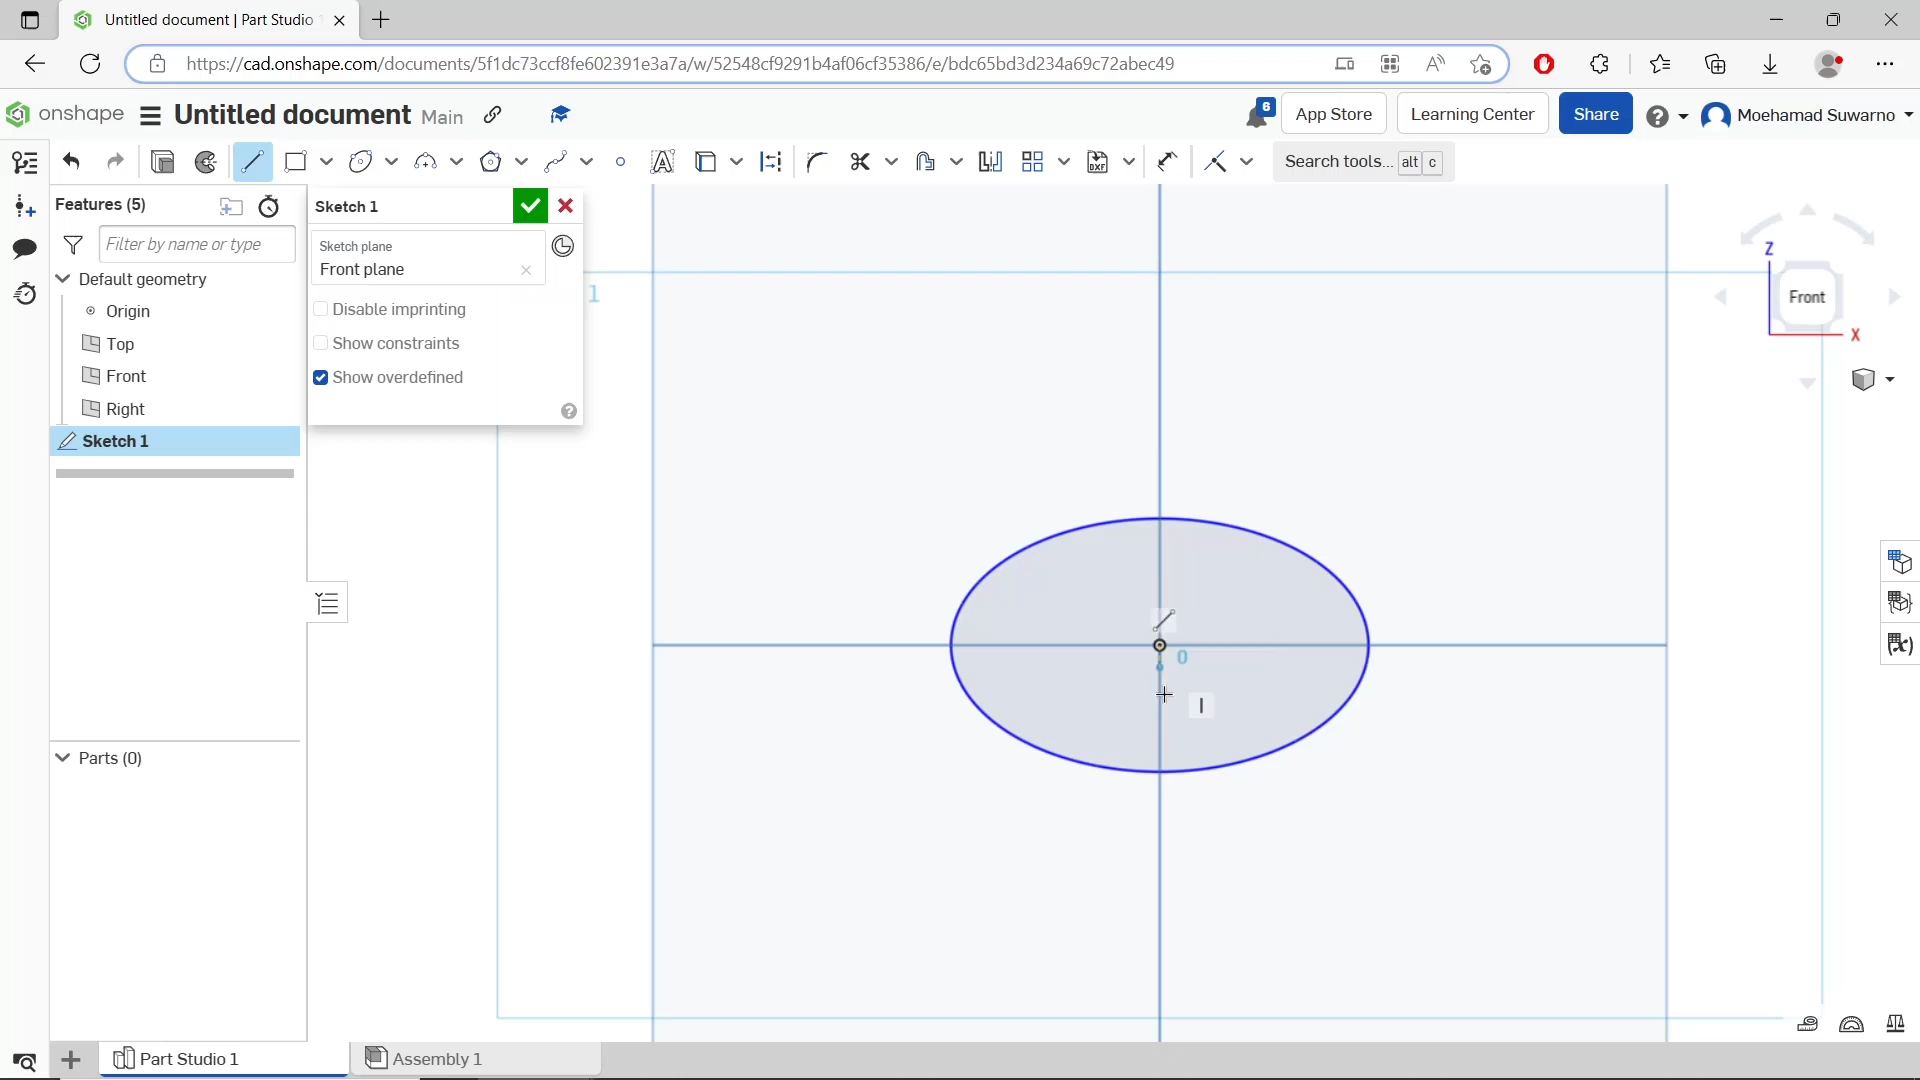 Untitled document | Part Studio 1
https://cad.onshape.com/documents/5f1dc73ccf8fe602391e3a7a/w/52548cf9291b4af06cf35386/e/bdc65bd3d234a69c72abec49
onshape Untitled document Main 6 App Store Learning Center Share Moehamad Suwarno
DXF Search tools... alt c
Features (5)
Filter by name or type
Default geometry
Origin
Top
Front
Right
Sketch 1
Parts (0)
Sketch 1
Sketch plane
Front plane
Disable imprinting
Show constraints
Show overdefined
1
0
Z
Front
X
(x)
Part Studio 1
Assembly 1